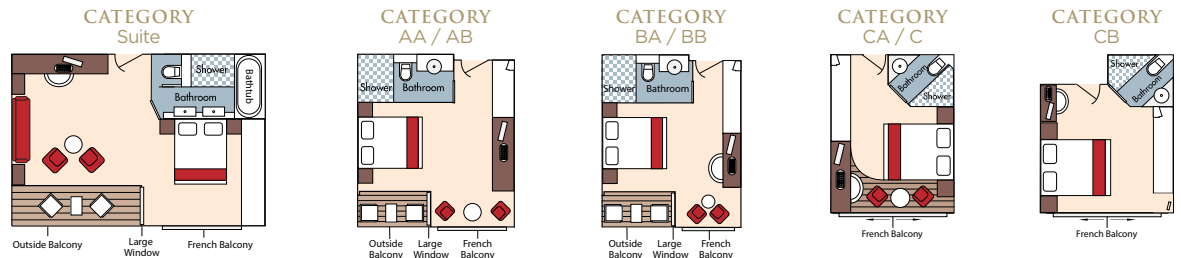 CATEGORY
Suite
Shower
Bathtub
Bathroom
Outside Balcony
Large
Window
French Balcony
CATEGORY
AA / AB
Shower
Bathroom
Outside
Balcony
Large
Window
French
Balcony
CATEGORY
BA / BB
Shower
Bathroom
Outside
Balcony
Large
Window
French
Balcony
CATEGORY
CA / C
Bathroom
Shower
French Balcony
CATEGORY
CB
Shower
Bathroom
French Balcony